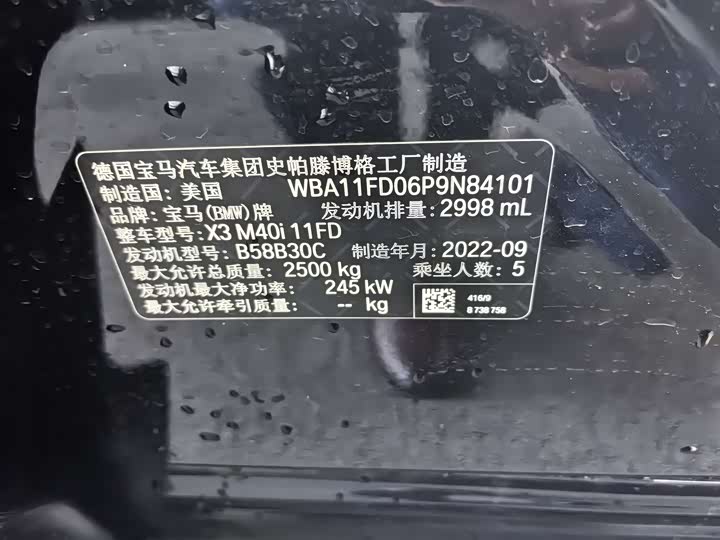 德国宝马汽车集团史帕滕博格工厂制造
制造国：美国 WBA11FD06P9N84101
品牌：宝马(BMW)牌 发动机排量：2998 mL
整车型号：X3 M40i 11FD
发动机型号：B58B30C 制造年月：2022-09
最大允许总质量：2500 kg 乘坐人数：5
发动机最大净功率： 245 kW
最大允许牵引质量： -- kg
416/9
8 738 756